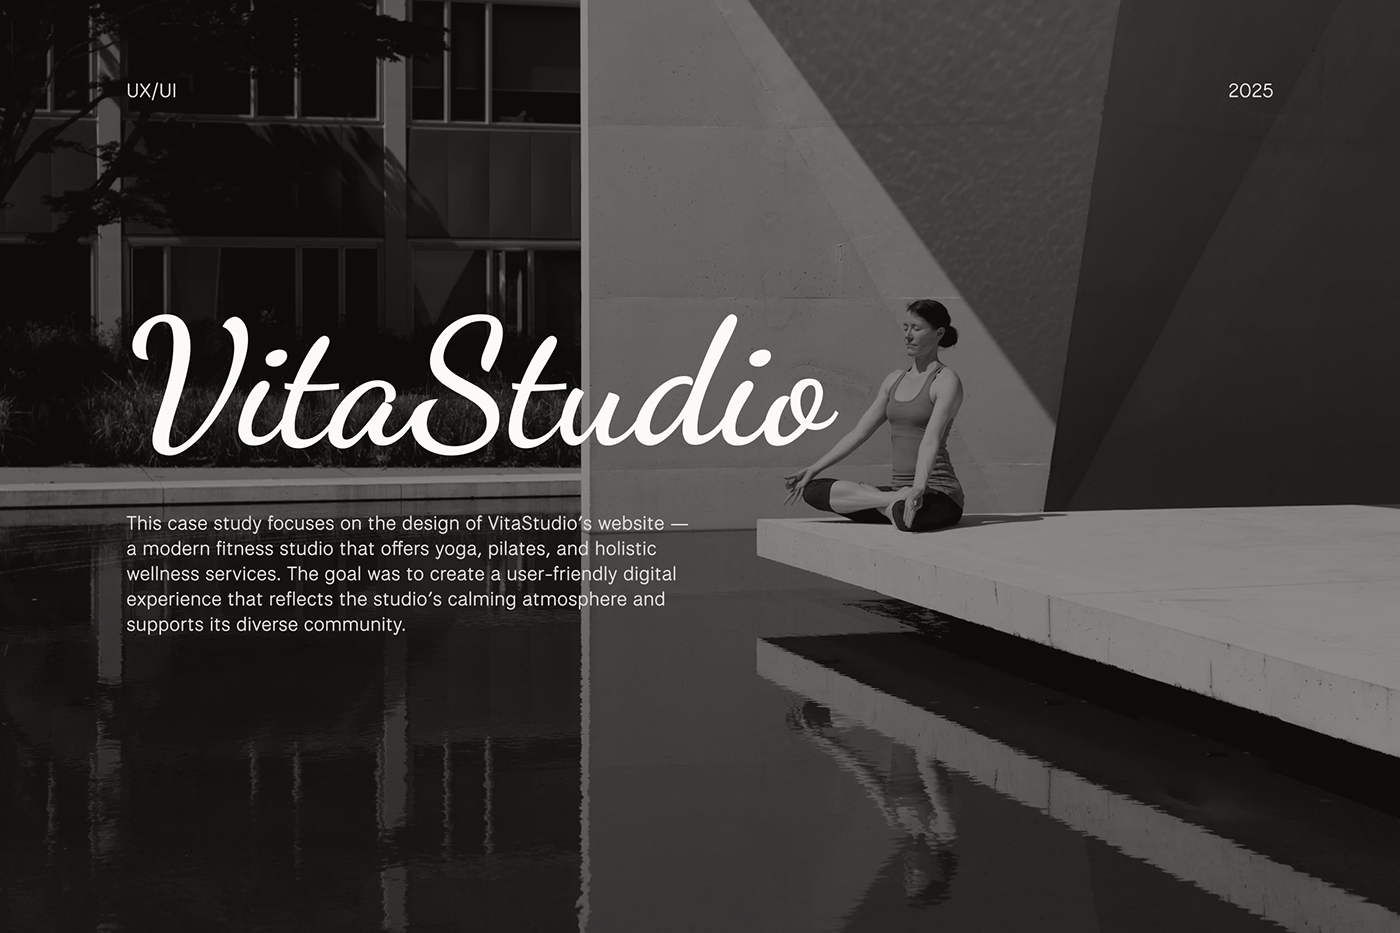 UX/UI
2025
VitaStudio
This case study focuses on the design of VitaStudio’s website —
a modern fitness studio that offers yoga, pilates, and holistic
wellness services. The goal was to create a user-friendly digital
experience that reflects the studio’s calming atmosphere and
supports its diverse community.